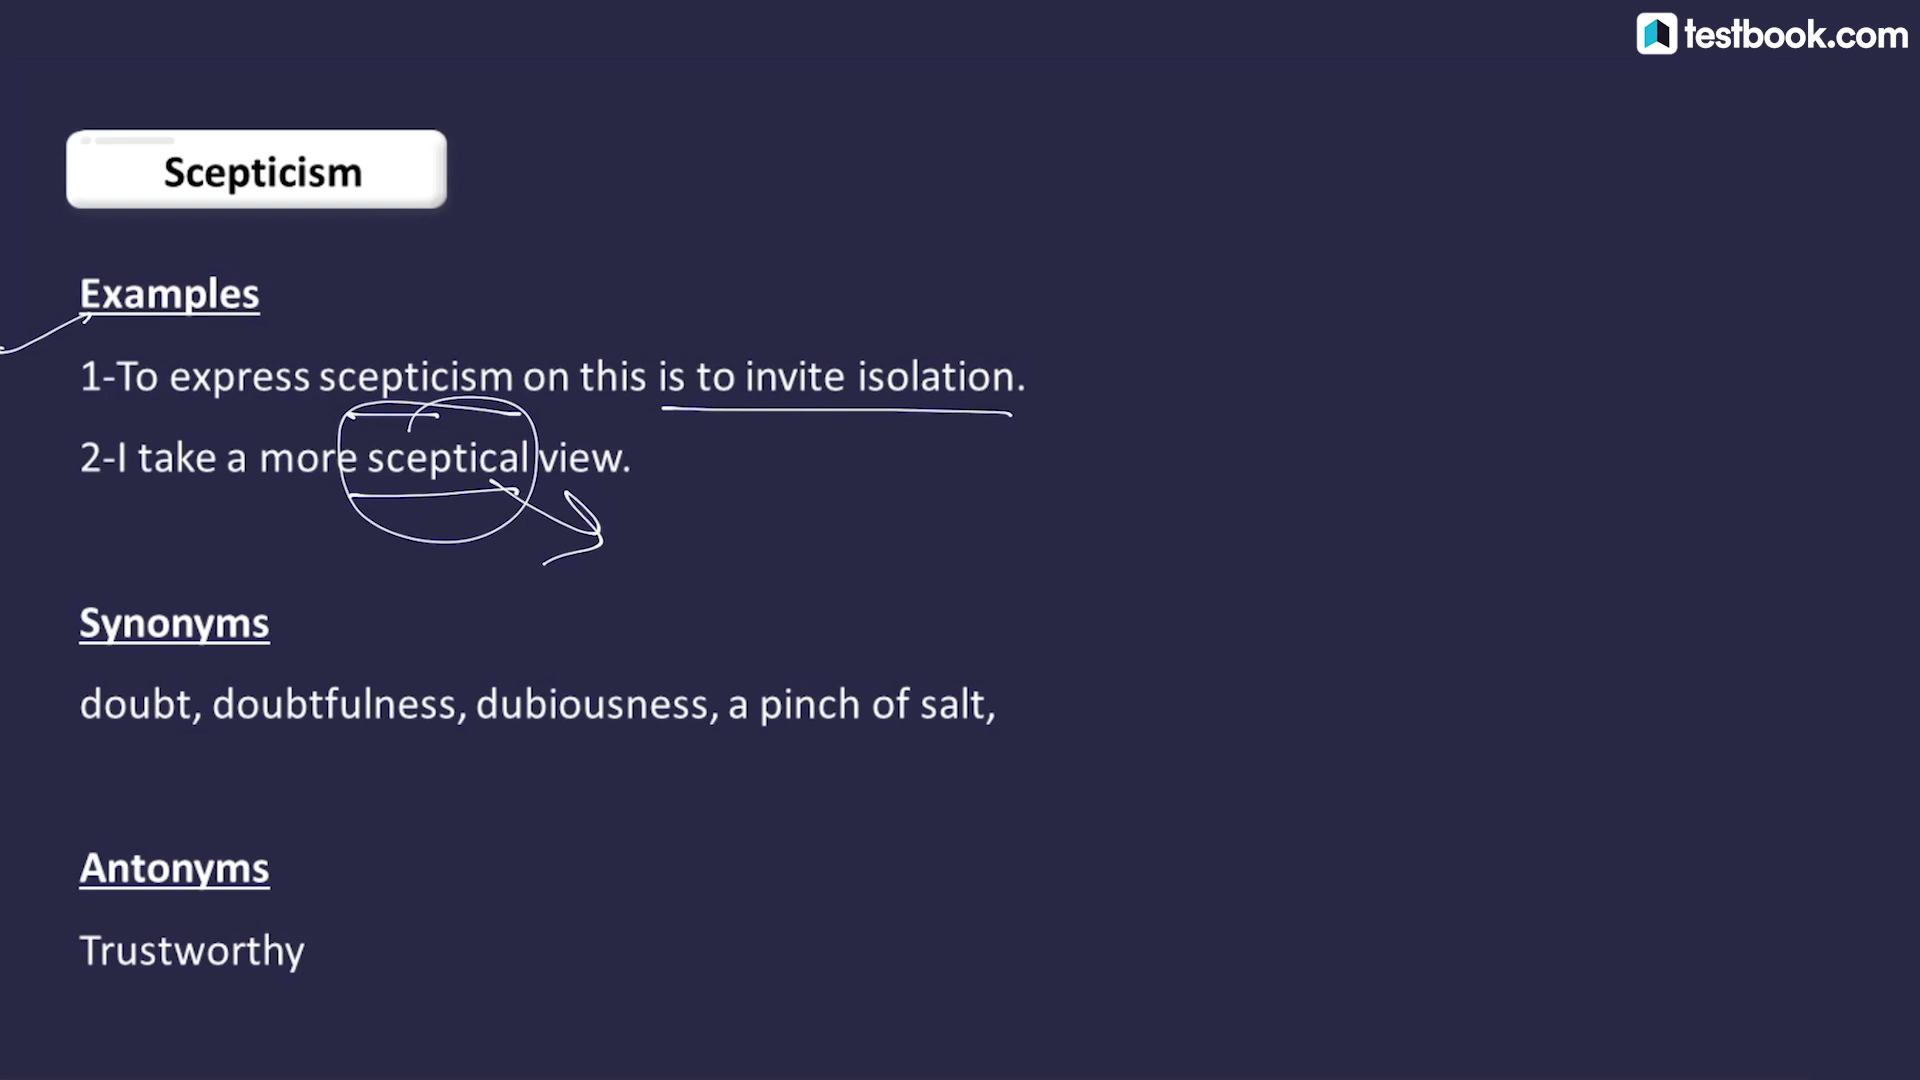 testbook.com
Scepticism
Examples
1-To express scepticism on this is to invite isolation.
2-I take a more sceptical view.
Synonyms
doubt, doubtfulness, dubiousness, a pinch of salt,
Antonyms
Trustworthy